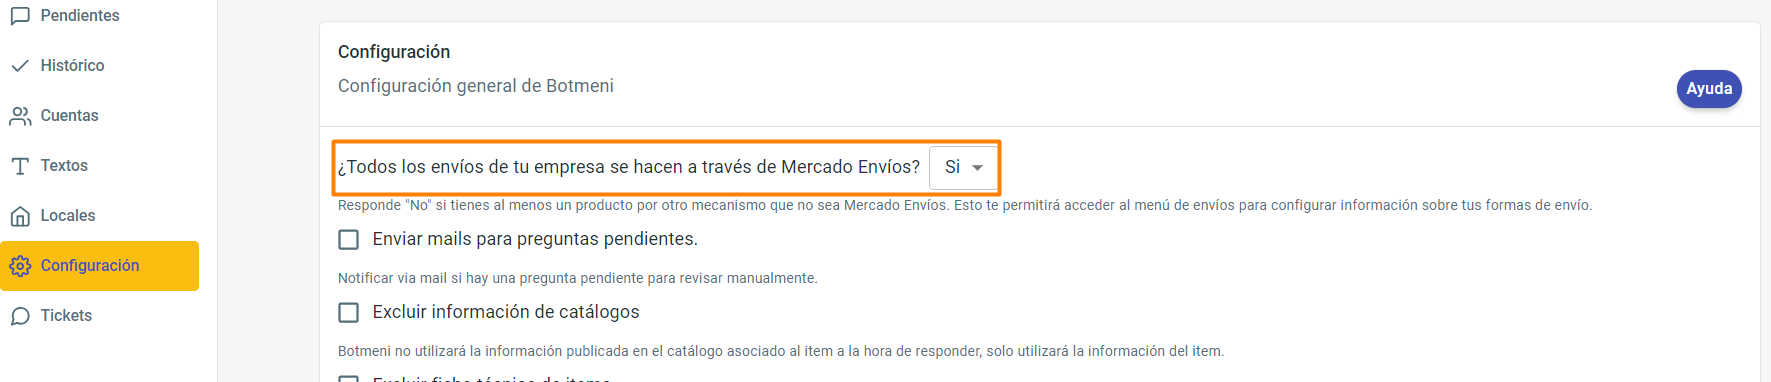 Pendientes
Histórico
Cuentas
Textos
Locales
Configuración
Tickets
Configuración
Configuración general de Botmeni
Ayuda
¿Todos los envíos de tu empresa se hacen a través de Mercado Envíos? Si
Responde "No" si tienes al menos un producto por otro mecanismo que no sea Mercado Envíos. Esto te permitirá acceder al menú de envíos para configurar información sobre tus formas de envío.
Enviar mails para preguntas pendientes.
Notificar via mail si hay una pregunta pendiente para revisar manualmente.
Excluir información de catálogos
Botmeni no utilizará la información publicada en el catálogo asociado al item a la hora de responder, solo utilizará la información del item.